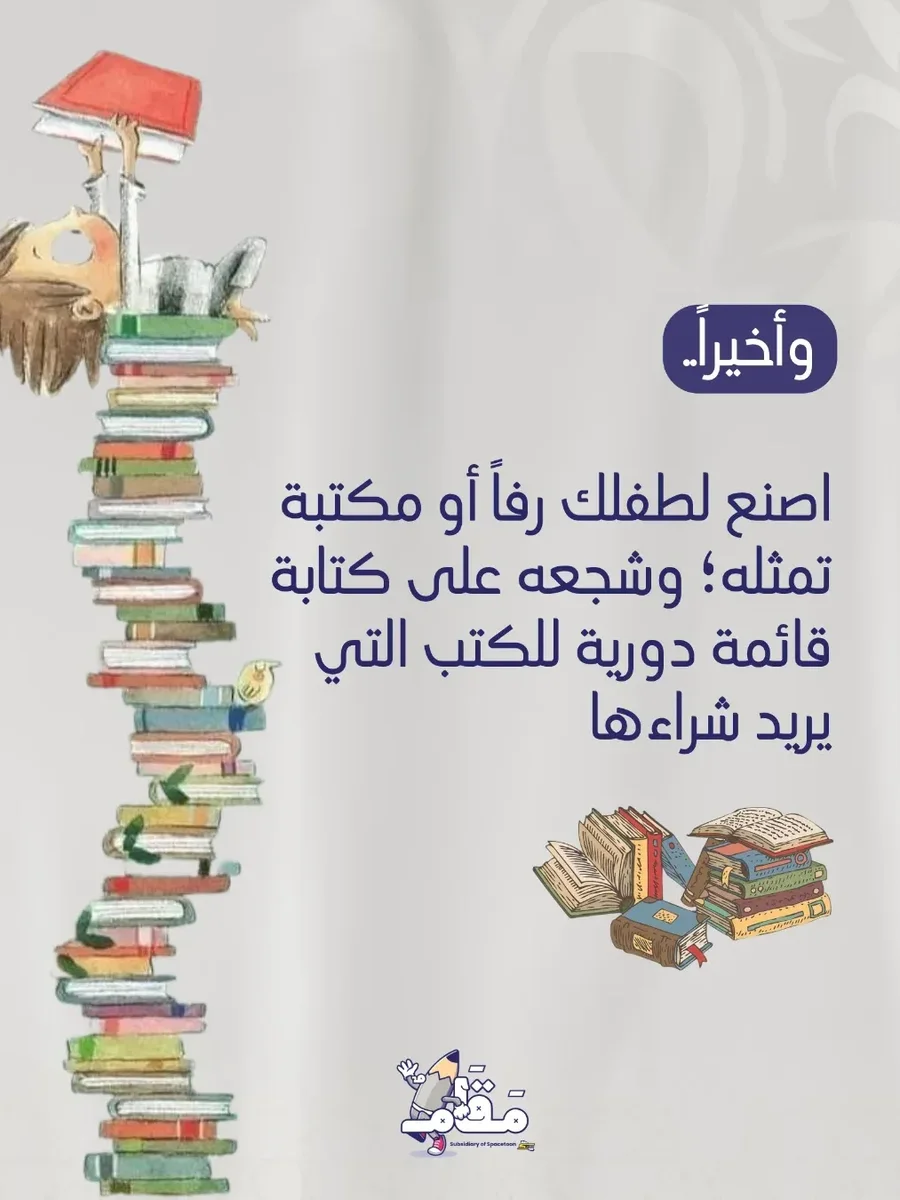 وأخيراً..
اصنع لطفلك رفاً أو مكتبة
تمثله؛ وشجعه على كتابة
قائمة دورية للكتب التي
يريد شراءها
مَقَامـ
Subsidiary of Spacetoon